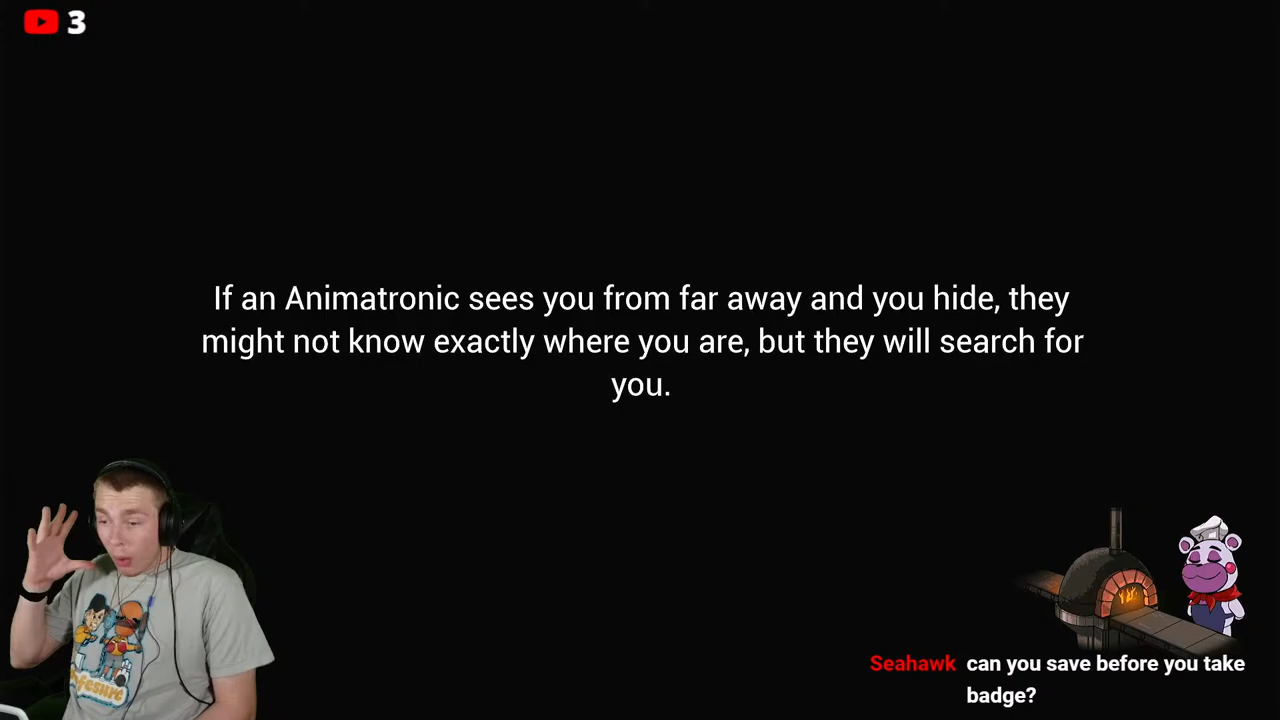 3
If an Animatronic sees you from far away and you hide, they
might not know exactly where you are, but they will search for
you.
Seahawk can you save before you take
badge?